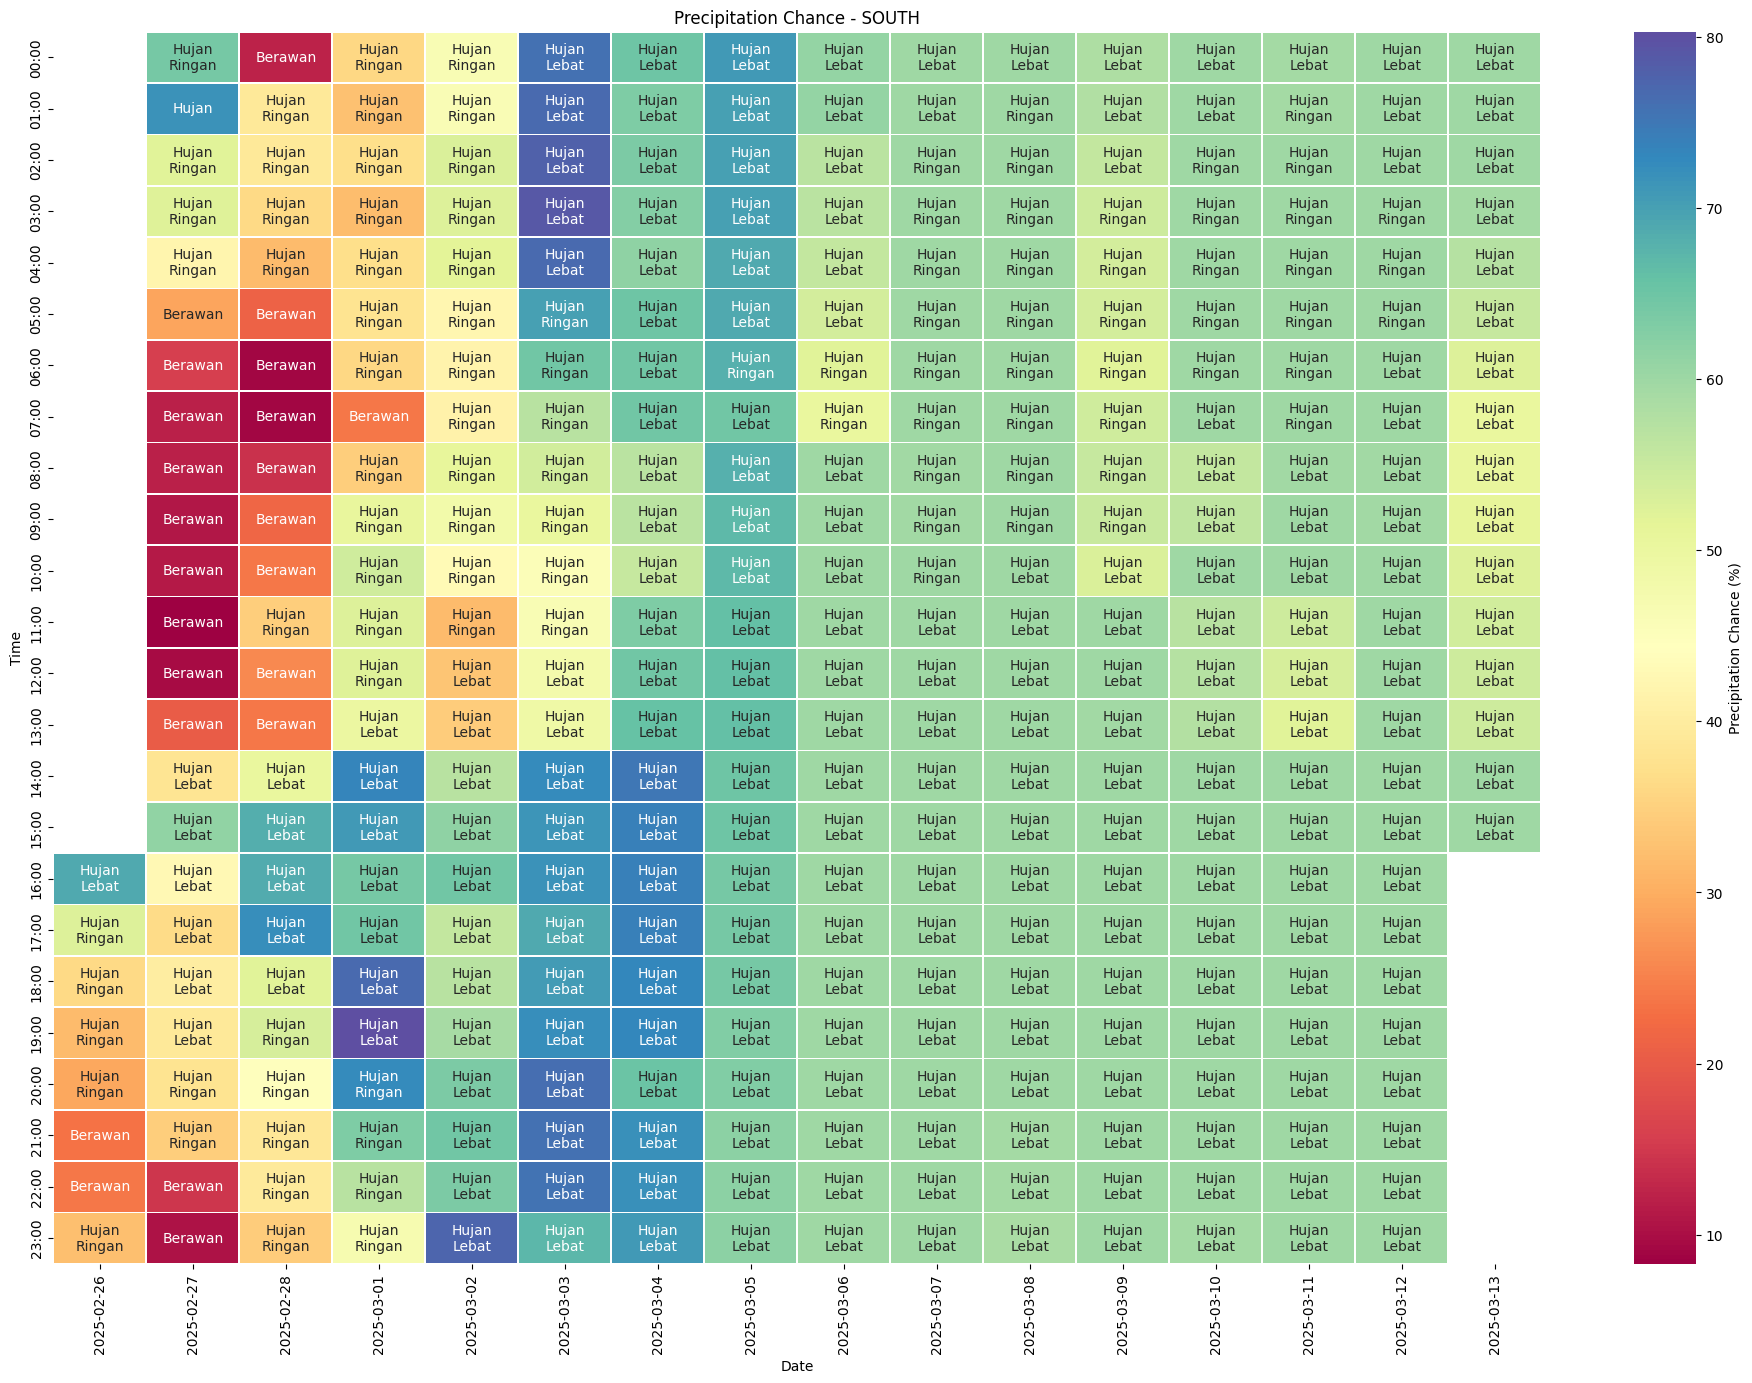 Precipitation Chance - SOUTH
00:00 Hujan Ringan Berawan Hujan Ringan Hujan Ringan Hujan Lebat Hujan Lebat Hujan Lebat Hujan Lebat Hujan Lebat Hujan Lebat Hujan Lebat Hujan Lebat Hujan Lebat Hujan Lebat Hujan Lebat
01:00 Hujan Hujan Ringan Hujan Ringan Hujan Ringan Hujan Lebat Hujan Lebat Hujan Lebat Hujan Lebat Hujan Lebat Hujan Ringan Hujan Lebat Hujan Lebat Hujan Ringan Hujan Lebat Hujan Lebat
02:00 Hujan Ringan Hujan Ringan Hujan Ringan Hujan Ringan Hujan Lebat Hujan Lebat Hujan Lebat Hujan Lebat Hujan Ringan Hujan Ringan Hujan Lebat Hujan Ringan Hujan Ringan Hujan Lebat Hujan Lebat
03:00 Hujan Ringan Hujan Ringan Hujan Ringan Hujan Ringan Hujan Lebat Hujan Lebat Hujan Lebat Hujan Lebat Hujan Ringan Hujan Ringan Hujan Ringan Hujan Ringan Hujan Ringan Hujan Ringan Hujan Lebat
04:00 Hujan Ringan Hujan Ringan Hujan Ringan Hujan Ringan Hujan Lebat Hujan Lebat Hujan Lebat Hujan Lebat Hujan Ringan Hujan Ringan Hujan Ringan Hujan Ringan Hujan Ringan Hujan Ringan Hujan Lebat
05:00 Berawan Berawan Hujan Ringan Hujan Ringan Hujan Ringan Hujan Lebat Hujan Lebat Hujan Lebat Hujan Ringan Hujan Ringan Hujan Ringan Hujan Ringan Hujan Ringan Hujan Ringan Hujan Lebat
06:00 Berawan Berawan Hujan Ringan Hujan Ringan Hujan Ringan Hujan Lebat Hujan Ringan Hujan Ringan Hujan Ringan Hujan Ringan Hujan Ringan Hujan Ringan Hujan Ringan Hujan Lebat Hujan Lebat
07:00 Berawan Berawan Berawan Hujan Ringan Hujan Ringan Hujan Lebat Hujan Lebat Hujan Ringan Hujan Ringan Hujan Ringan Hujan Ringan Hujan Lebat Hujan Ringan Hujan Lebat Hujan Lebat
08:00 Berawan Berawan Hujan Ringan Hujan Ringan Hujan Ringan Hujan Lebat Hujan Lebat Hujan Lebat Hujan Ringan Hujan Ringan Hujan Ringan Hujan Lebat Hujan Lebat Hujan Lebat Hujan Lebat
09:00 Berawan Berawan Hujan Ringan Hujan Ringan Hujan Ringan Hujan Lebat Hujan Lebat Hujan Lebat Hujan Ringan Hujan Ringan Hujan Ringan Hujan Lebat Hujan Lebat Hujan Lebat Hujan Lebat
10:00 Berawan Berawan Hujan Ringan Hujan Ringan Hujan Ringan Hujan Lebat Hujan Lebat Hujan Lebat Hujan Ringan Hujan Lebat Hujan Lebat Hujan Lebat Hujan Lebat Hujan Lebat Hujan Lebat
11:00 Berawan Hujan Ringan Hujan Ringan Hujan Ringan Hujan Ringan Hujan Lebat Hujan Lebat Hujan Lebat Hujan Lebat Hujan Lebat Hujan Lebat Hujan Lebat Hujan Lebat Hujan Lebat Hujan Lebat
12:00 Berawan Berawan Hujan Ringan Hujan Lebat Hujan Lebat Hujan Lebat Hujan Lebat Hujan Lebat Hujan Lebat Hujan Lebat Hujan Lebat Hujan Lebat Hujan Lebat Hujan Lebat Hujan Lebat
13:00 Berawan Berawan Hujan Lebat Hujan Lebat Hujan Lebat Hujan Lebat Hujan Lebat Hujan Lebat Hujan Lebat Hujan Lebat Hujan Lebat Hujan Lebat Hujan Lebat Hujan Lebat Hujan Lebat
14:00 Hujan Lebat Hujan Lebat Hujan Lebat Hujan Lebat Hujan Lebat Hujan Lebat Hujan Lebat Hujan Lebat Hujan Lebat Hujan Lebat Hujan Lebat Hujan Lebat Hujan Lebat Hujan Lebat Hujan Lebat
15:00 Hujan Lebat Hujan Lebat Hujan Lebat Hujan Lebat Hujan Lebat Hujan Lebat Hujan Lebat Hujan Lebat Hujan Lebat Hujan Lebat Hujan Lebat Hujan Lebat Hujan Lebat Hujan Lebat Hujan Lebat
16:00 Hujan Lebat Hujan Lebat Hujan Lebat Hujan Lebat Hujan Lebat Hujan Lebat Hujan Lebat Hujan Lebat Hujan Lebat Hujan Lebat Hujan Lebat Hujan Lebat Hujan Lebat Hujan Lebat Hujan Lebat
17:00 Hujan Ringan Hujan Lebat Hujan Lebat Hujan Lebat Hujan Lebat Hujan Lebat Hujan Lebat Hujan Lebat Hujan Lebat Hujan Lebat Hujan Lebat Hujan Lebat Hujan Lebat Hujan Lebat Hujan Lebat
18:00 Hujan Ringan Hujan Lebat Hujan Lebat Hujan Lebat Hujan Lebat Hujan Lebat Hujan Lebat Hujan Lebat Hujan Lebat Hujan Lebat Hujan Lebat Hujan Lebat Hujan Lebat Hujan Lebat Hujan Lebat
19:00 Hujan Ringan Hujan Lebat Hujan Ringan Hujan Lebat Hujan Lebat Hujan Lebat Hujan Lebat Hujan Lebat Hujan Lebat Hujan Lebat Hujan Lebat Hujan Lebat Hujan Lebat Hujan Lebat Hujan Lebat
20:00 Hujan Ringan Hujan Ringan Hujan Ringan Hujan Ringan Hujan Lebat Hujan Lebat Hujan Lebat Hujan Lebat Hujan Lebat Hujan Lebat Hujan Lebat Hujan Lebat Hujan Lebat Hujan Lebat Hujan Lebat
21:00 Berawan Hujan Ringan Hujan Ringan Hujan Ringan Hujan Lebat Hujan Lebat Hujan Lebat Hujan Lebat Hujan Lebat Hujan Lebat Hujan Lebat Hujan Lebat Hujan Lebat Hujan Lebat Hujan Lebat
22:00 Berawan Berawan Hujan Ringan Hujan Ringan Hujan Lebat Hujan Lebat Hujan Lebat Hujan Lebat Hujan Lebat Hujan Lebat Hujan Lebat Hujan Lebat Hujan Lebat Hujan Lebat Hujan Lebat
23:00 Hujan Ringan Berawan Hujan Ringan Hujan Ringan Hujan Lebat Hujan Lebat Hujan Lebat Hujan Lebat Hujan Lebat Hujan Lebat Hujan Lebat Hujan Lebat Hujan Lebat Hujan Lebat Hujan Lebat
Time
2025-02-26 2025-02-27 2025-02-28 2025-03-01 2025-03-02 2025-03-03 2025-03-04 2025-03-05 2025-03-06 2025-03-07 2025-03-08 2025-03-09 2025-03-10 2025-03-11 2025-03-12 2025-03-13
Date
80
70
60
50
40
30
20
10
Precipitation Chance (%)